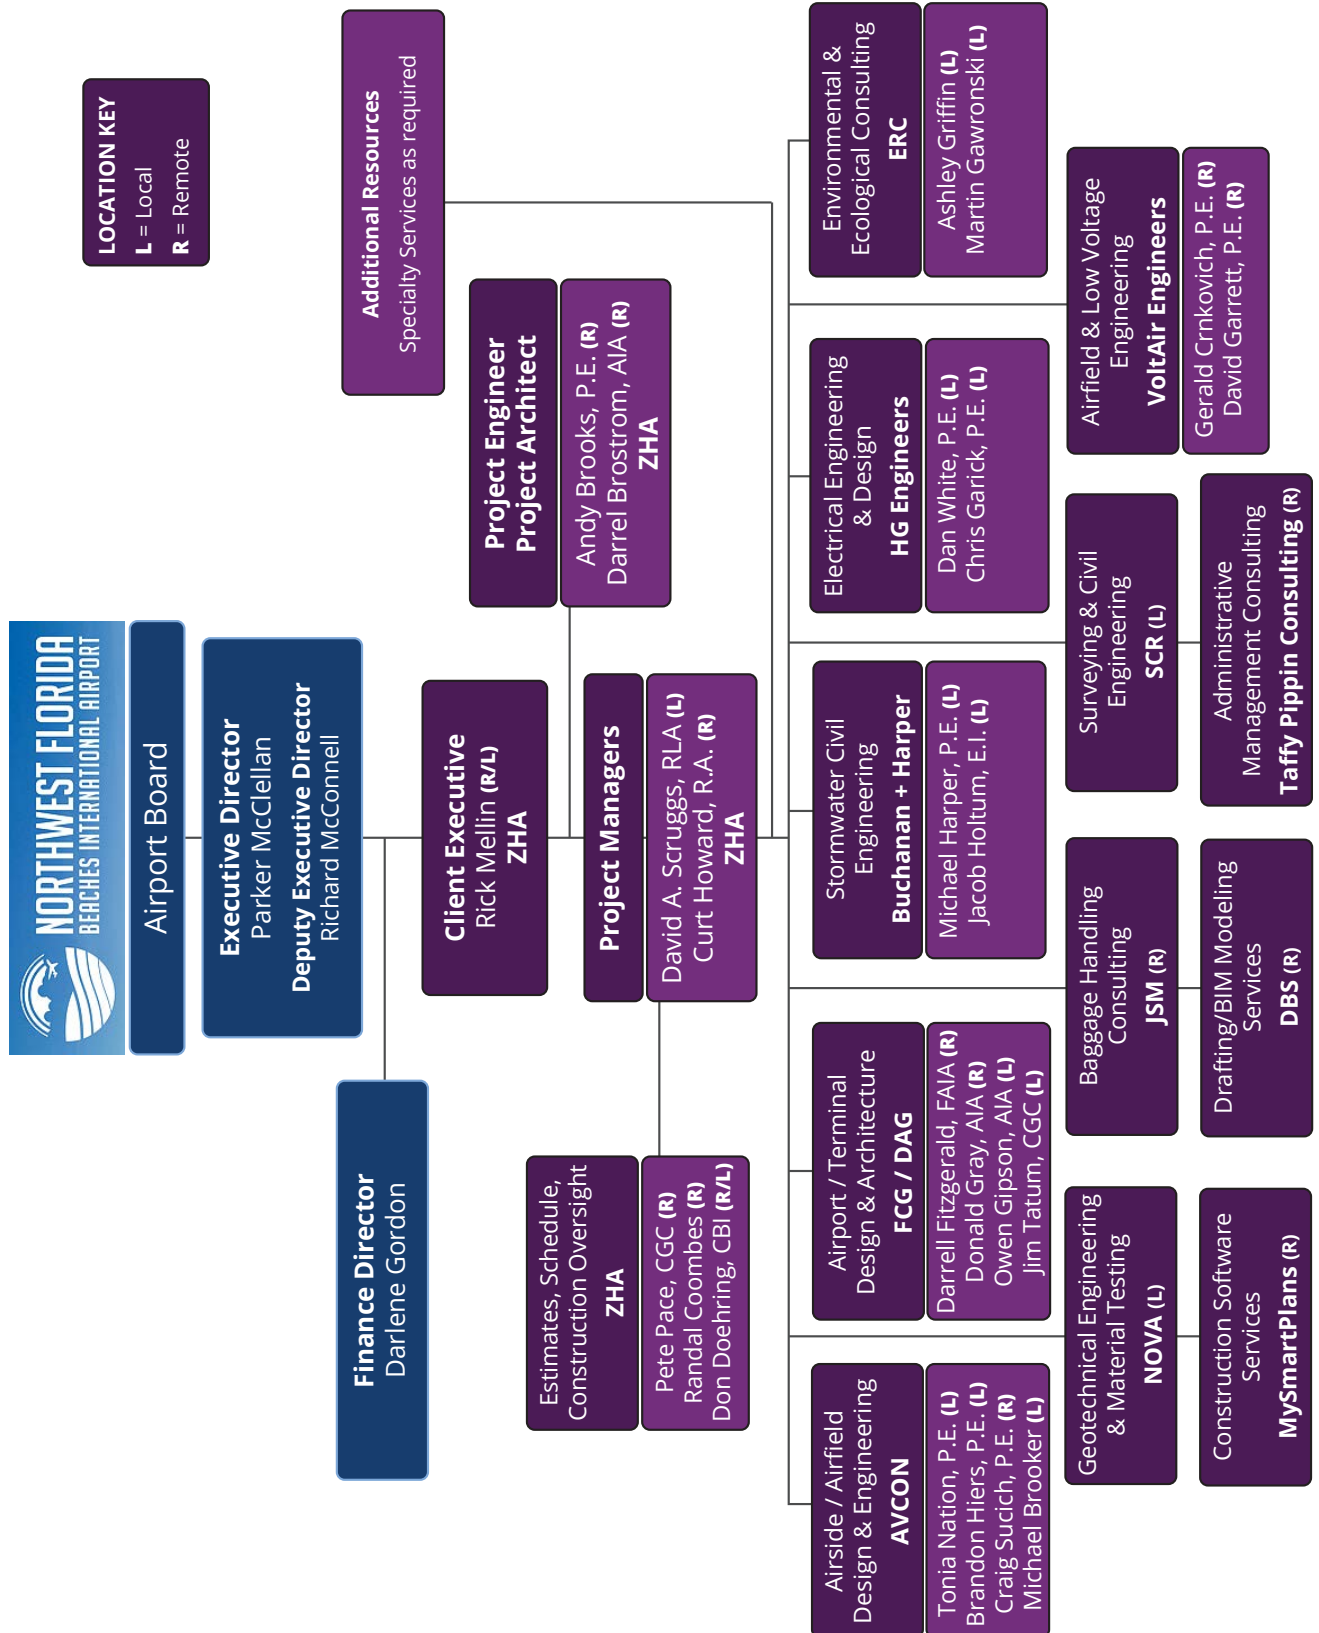 NORTHWEST FLORIDA
BEACHES INTERNATIONAL AIRPORT
Airport Board
Executive Director
Parker McClellan
Deputy Executive Director
Richard McConnell
Finance Director
Darlene Gordon
LOCATION KEY
L = Local
R = Remote
Additional Resources
Specialty Services as required
Client Executive
Rick Mellin (R/L)
ZHA
Project Engineer
Project Architect
Andy Brooks, P.E. (R)
Darrel Brostrom, AIA (R)
ZHA
Estimates, Schedule,
Construction Oversight
ZHA
Pete Pace, CGC (R)
Randal Coombes (R)
Don Doehring, CBI (R/L)
Project Managers
David A. Scruggs, RLA (L)
Curt Howard, R.A. (R)
ZHA
Airside / Airfield
Design & Engineering
AVCON
Tonia Nation, P.E. (L)
Brandon Hiers, P.E. (L)
Craig Sucich, P.E. (R)
Michael Brooker (L)
Airport / Terminal
Design & Architecture
FCG / DAG
Darrell Fitzgerald, FAIA (R)
Donald Gray, AIA (R)
Owen Gipson, AIA (L)
Jim Tatum, CGC (L)
Stormwater Civil
Engineering
Buchanan + Harper
Michael Harper, P.E. (L)
Jacob Holtum, E.I. (L)
Electrical Engineering
& Design
HG Engineers
Dan White, P.E. (L)
Chris Garick, P.E. (L)
Environmental &
Ecological Consulting
ERC
Ashley Griffin (L)
Martin Gawronski (L)
Geotechnical Engineering
& Material Testing
NOVA (L)
Baggage Handling
Consulting
JSM (R)
Surveying & Civil
Engineering
SCR (L)
Airfield & Low Voltage
Engineering
VoltAir Engineers
Gerald Crnkovich, P.E. (R)
David Garrett, P.E. (R)
Construction Software
Services
MySmartPlans (R)
Drafting/BIM Modeling
Services
DBS (R)
Administrative
Management Consulting
Taffy Pippin Consulting (R)